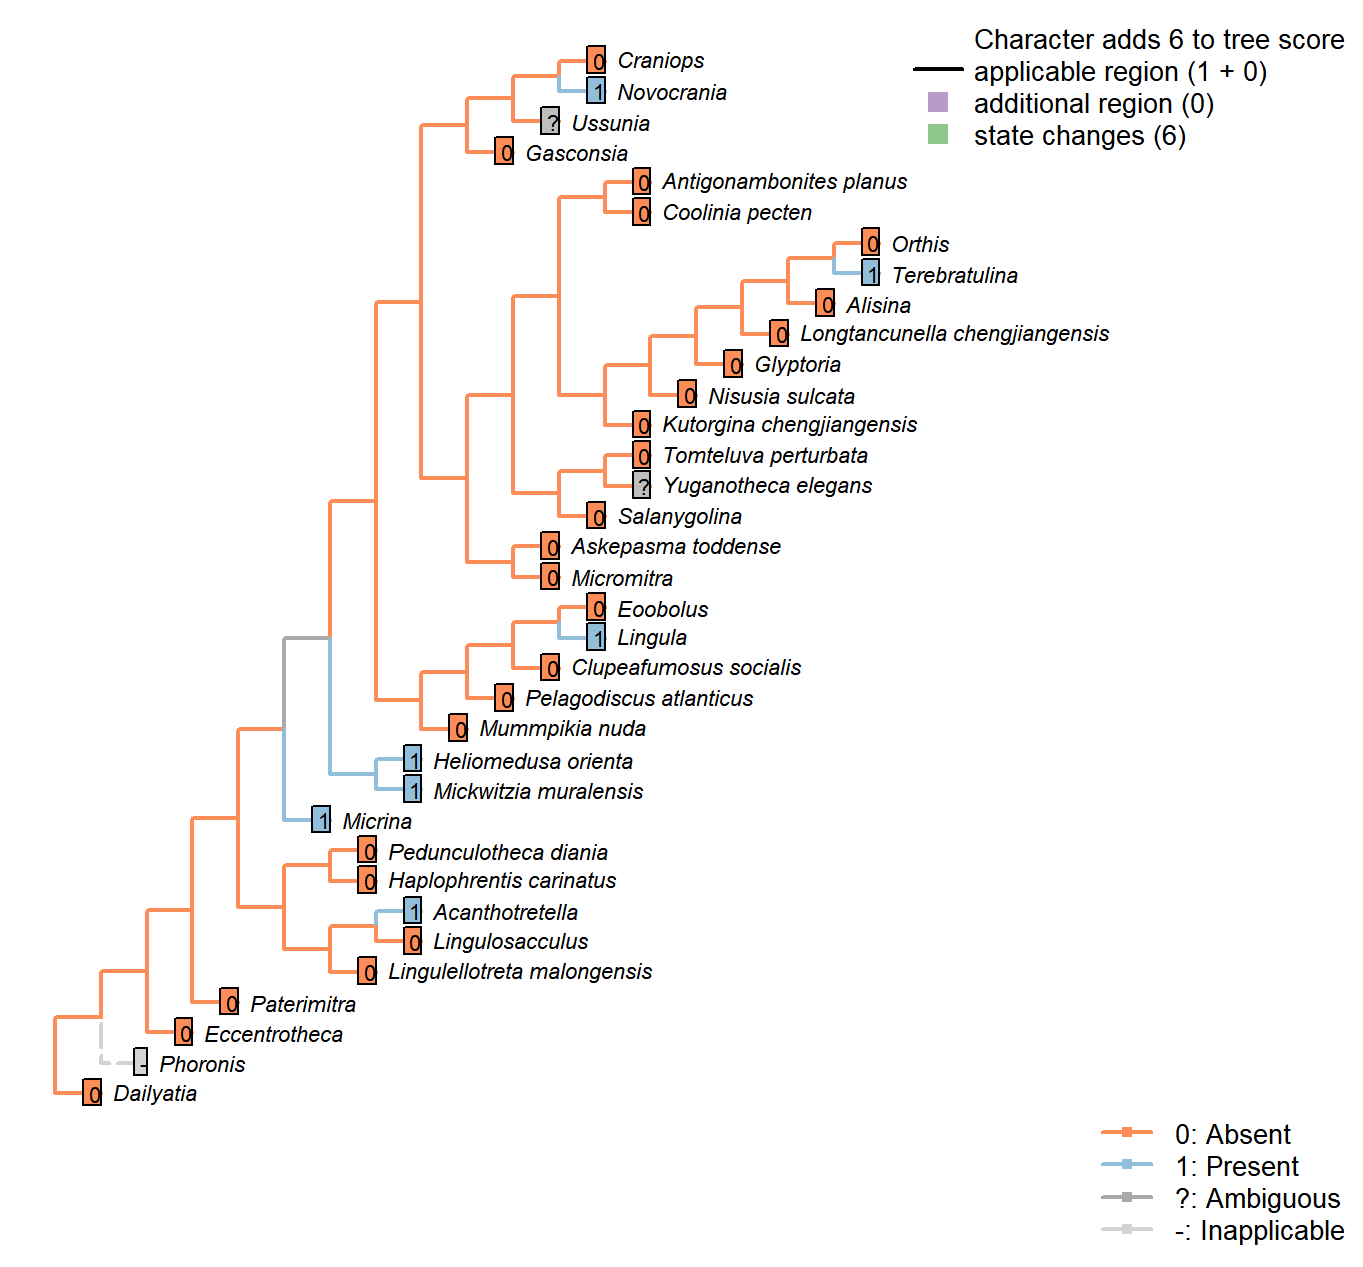 Character adds 6 to tree score
applicable region (1 + 0)
additional region (0)
state changes (6)
0 Craniops
1 Novocrania
? Ussunia
0 Gasconsia
0 Antigonambonites planus
0 Coolinia pecten
0 Orthis
1 Terebratulina
0 Alisina
0 Longtancunella chengjiangensis
0 Glyptoria
0 Nisusia sulcata
0 Kutorgina chengjiangensis
0 Tomteluva perturbata
? Yuganotheca elegans
0 Salanygolina
0 Askepasma toddense
0 Micromitra
0 Eoobolus
1 Lingula
0 Clupeafumosus socialis
0 Pelagodiscus atlanticus
0 Mummpikia nuda
1 Heliomedusa orienta
1 Mickwitzia muralensis
1 Micrina
0 Pedunculotheca diania
0 Haplophrentis carinatus
1 Acanthotretella
0 Lingulosacculus
0 Lingulellotreta malongensis
0 Paterimitra
0 Eccentrotheca
- Phoronis
0 Dailyatia
0: Absent
1: Present
?: Ambiguous
-: Inapplicable